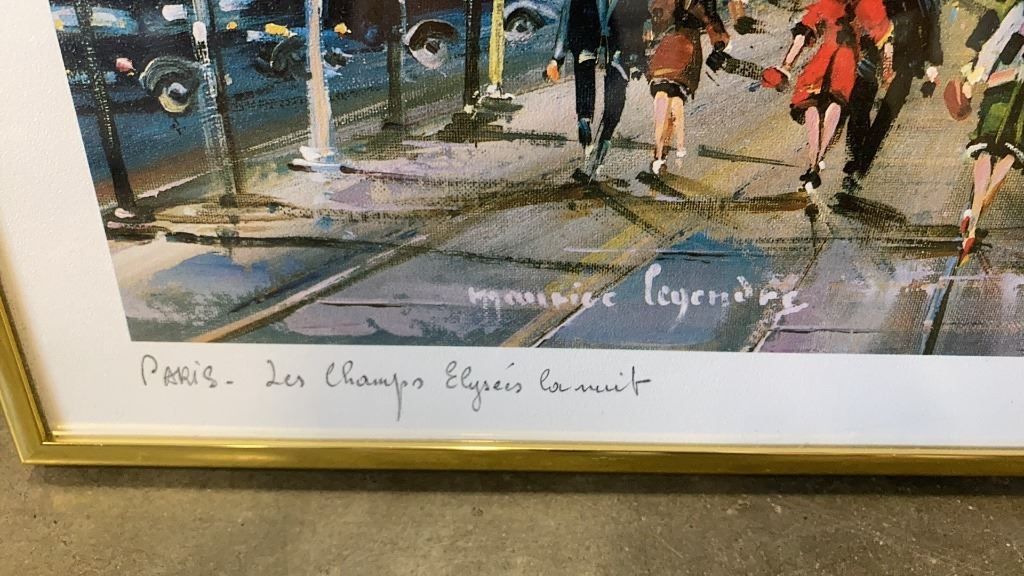 maurice legendre
PARIS - Les Champs Elysées la nuit